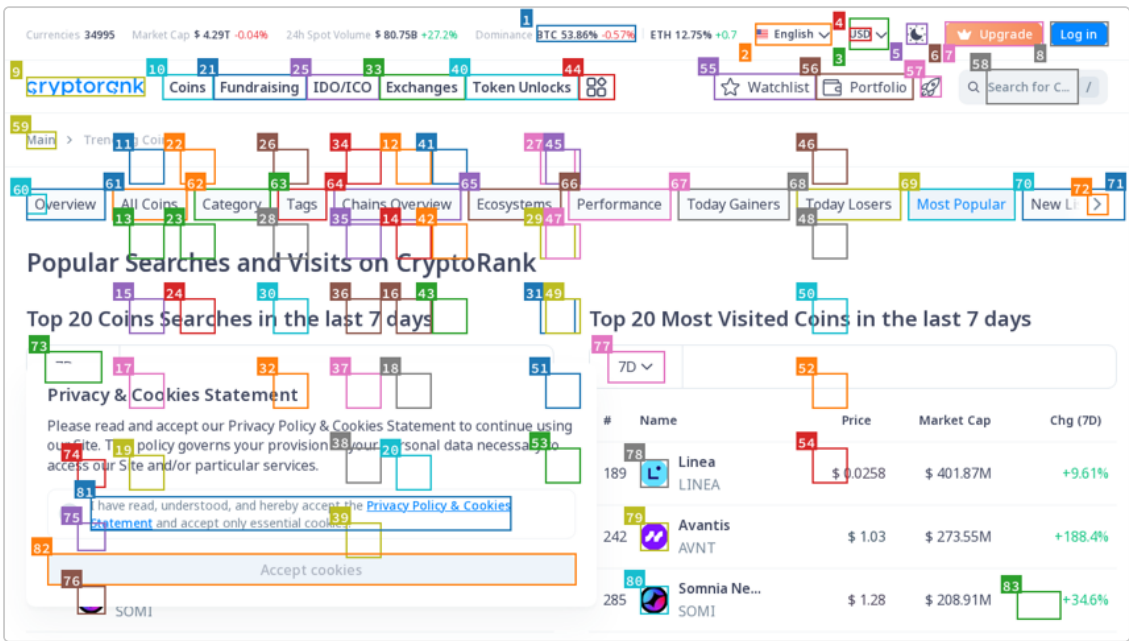 Currencies 34995 Market Cap $ 4.29T -0.04% 24h Spot Volume $ 80.75B +27.2% Dominance BTC 53.86% -0.57% ETH 12.75% +0.7 English USD Upgrade Log in
cryptorank Coins Fundraising IDO/ICO Exchanges Token Unlocks Watchlist Portfolio Search for C... /
Main > Trending Coins
Overview All Coins Category Tags Chains Overview Ecosystems Performance Today Gainers Today Losers Most Popular New Li
Popular Searches and Visits on CryptoRank
Top 20 Coins Searches in the last 7 days
Top 20 Most Visited Coins in the last 7 days
7D
Privacy & Cookies Statement
Please read and accept our Privacy Policy & Cookies Statement to continue using
our Site. The policy governs your provision of your personal data necessary to
access our Site and/or particular services.
I have read, understood, and hereby accept the Privacy Policy & Cookies
Statement and accept only essential cookies.
Accept cookies
SOMI
# Name Price Market Cap Chg (7D)
189 Linea LINEA $ 0.0258 $ 401.87M +9.61%
242 Avantis AVNT $ 1.03 $ 273.55M +188.4%
285 Somnia Ne... SOMI $ 1.28 $ 208.91M +34.6%